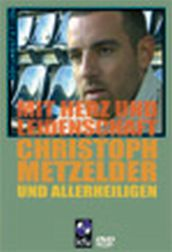 MIT HERZ UND
LEIDENSCHAFT
CHRISTOPH
METZELDER
UND ALLERHEILIGEN
DVD